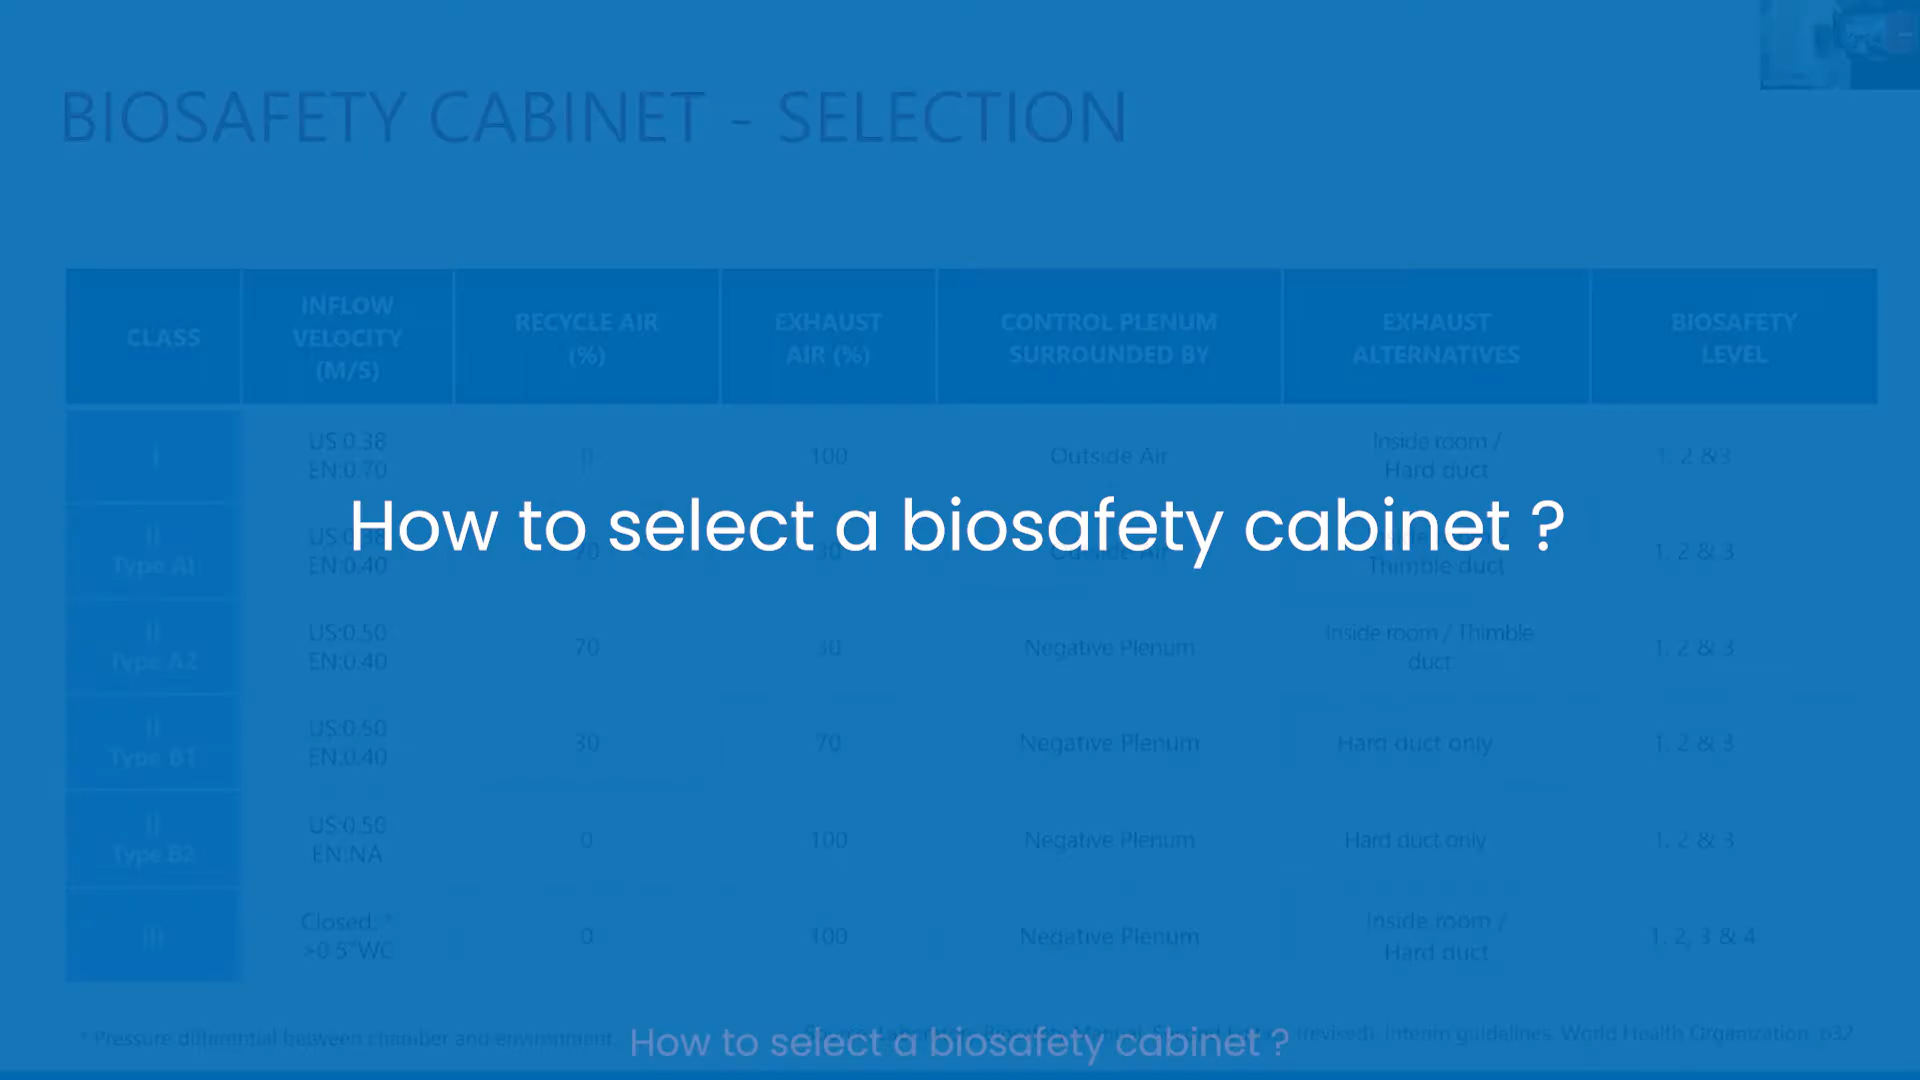 BIOSAFETY CABINET - SELECTION
CLASS
INFLOW
VELOCITY
(M/S)
RECYCLE AIR
(%)
EXHAUST
AIR (%)
CONTROL PLENUM
SURROUNDED BY
EXHAUST
ALTERNATIVES
BIOSAFETY
LEVEL
I
US:0.38
EN:0.70
0
100
Outside Air
Inside room /
Hard duct
1, 2 &3
How to select a biosafety cabinet ?
II
Type A1
EN:0.40
Thimble duct
1, 2 & 3
II
Type A2
US:0.50
EN:0.40
70
30
Negative Plenum
Inside room / Thimble
duct
1, 2 & 3
II
Type B1
US:0.50
EN:0.40
30
70
Negative Plenum
Hard duct only
1, 2 & 3
II
Type B2
US:0.50
EN:NA
0
100
Negative Plenum
Hard duct only
1, 2 & 3
III
Closed: *
>0.5"WC
0
100
Negative Plenum
Inside room /
Hard duct
1, 2, 3 & 4
* Pressure differential between chamber and environment.
(revised). Interim guidelines. World Health Organization. p32
How to select a biosafety cabinet ?